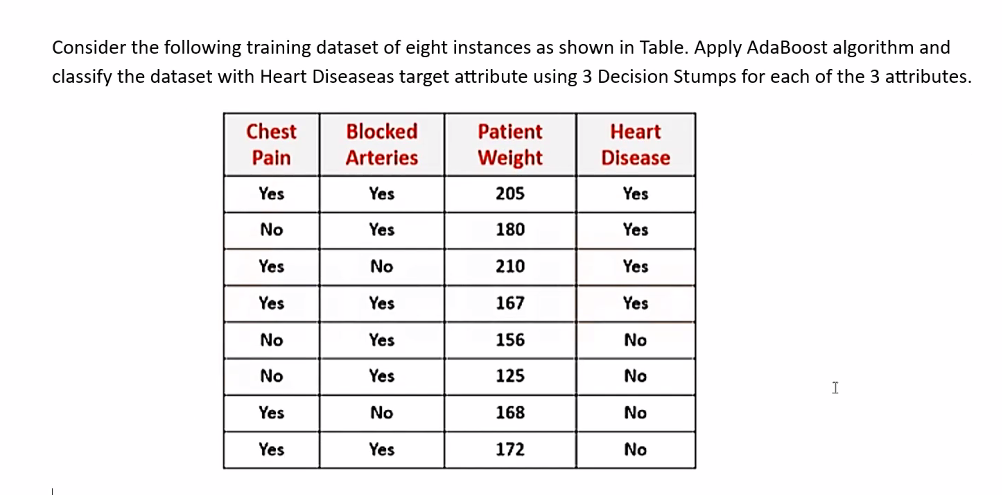 Consider the following training dataset of eight instances as shown in Table. Apply AdaBoost algorithm and
classify the dataset with Heart Diseaseas target attribute using 3 Decision Stumps for each of the 3 attributes.
Chest Pain Blocked Arteries Patient Weight Heart Disease
Yes Yes 205 Yes
No Yes 180 Yes
Yes No 210 Yes
Yes Yes 167 Yes
No Yes 156 No
No Yes 125 No
Yes No 168 No
Yes Yes 172 No